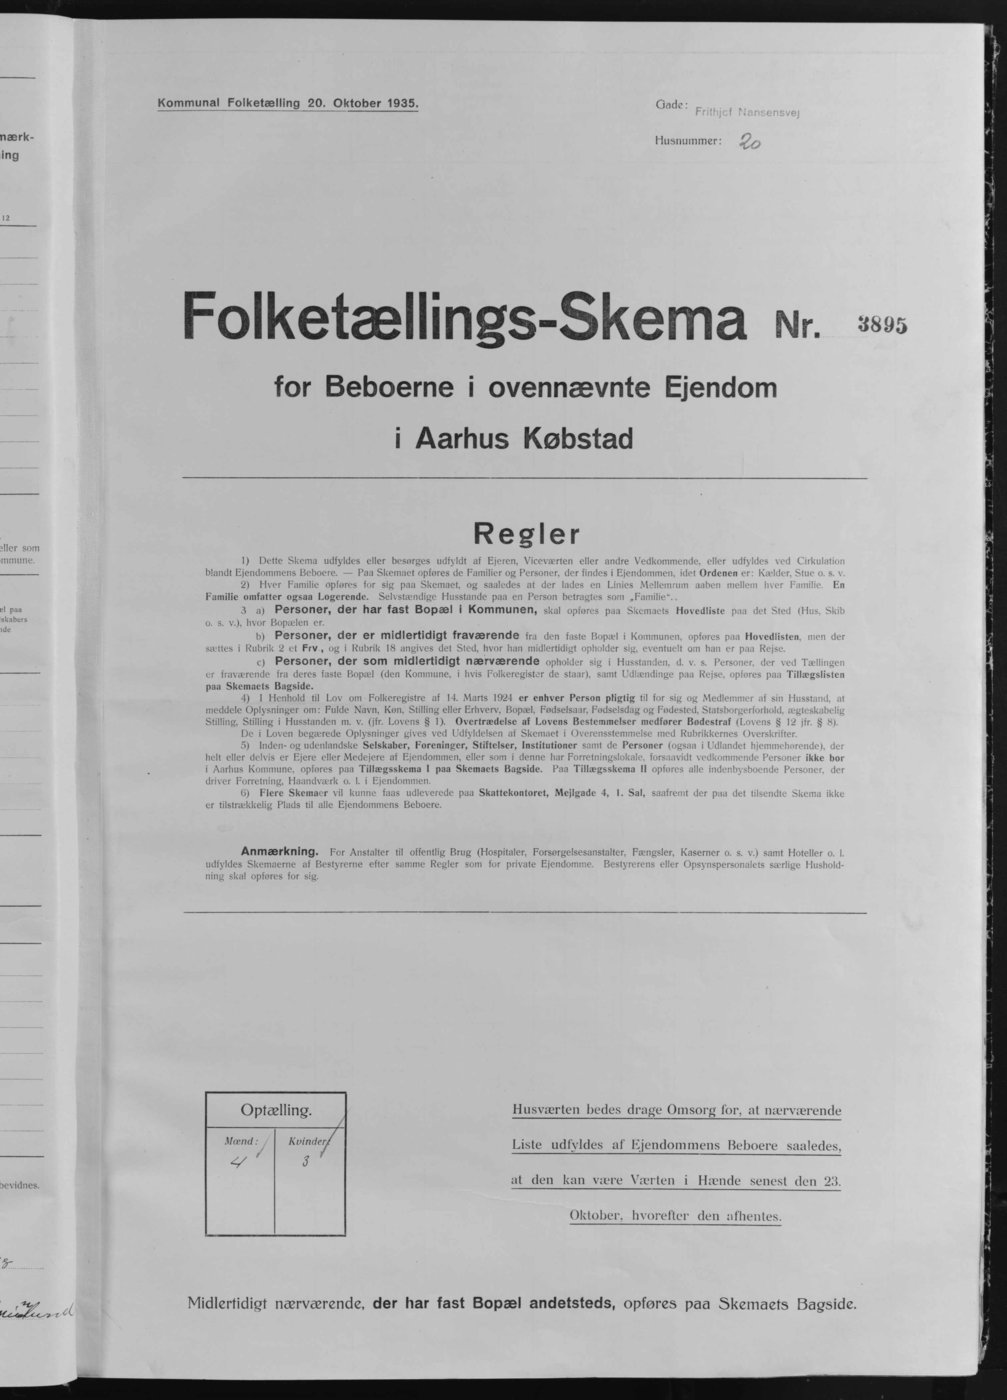 Kommunal Folketælling 20. Oktober 1935.
Gade: Frithjof Nansensvej
Husnummer: 20
Folketællings-Skema Nr. 3895
for Beboerne i ovennævnte Ejendom
i Aarhus Købstad
Regler
1) Dette Skema udfyldes eller besørges udfyldt af Ejeren, Viceværten eller andre Vedkommende, eller udfyldes ved Cirkulation
blandt Ejendommens Beboere. — Paa Skemaet opføres de Familier og Personer, der findes i Ejendommen, idet Ordenen er: Kælder, Stue o. s. v.
2) Hver Familie opføres for sig paa Skemaet, og saaledes at der lades en Linies Mellemrum aaben mellem hver Familie. En
Familie omfatter ogsaa Logerende. Selvstændige Husstande paa en Person betragtes som „Familie“.
3 a) Personer, der har fast Bopæl i Kommunen, skal opføres paa Skemaets Hovedliste paa det Sted (Hus, Skib
o. s. v.), hvor Bopælen er.
b) Personer, der er midlertidigt fraværende fra den faste Bopæl i Kommunen, opføres paa Hovedlisten, men der
sættes i Rubrik 2 et Frv., og i Rubrik 18 angives det Sted, hvor han midlertidigt opholder sig, eventuelt om han er paa Rejse.
c) Personer, der som midlertidigt nærværende opholder sig i Husstanden, d. v. s. Personer, der ved Tællingen
er fraværende fra deres faste Bopæl (den Kommune, i hvis Folkeregister de staar), samt Udlændinge paa Rejse, opføres paa Tillægslisten
paa Skemaets Bagside.
4) I Henhold til Lov om Folkeregistre af 14. Marts 1924 er enhver Person pligtig til for sig og Medlemmer af sin Husstand, at
meddele Oplysninger om: Fulde Navn, Køn, Stilling eller Erhverv, Bopæl, Fødselsaar, Fødselsdag og Fødested, Statsborgerforhold, ægteskabelig
Stilling, Stilling i Husstanden m. v. (jfr. Lovens § 1). Overtrædelse af Lovens Bestemmelser medfører Bødestraf (Lovens § 12 jfr. § 8).
De i Loven begærede Oplysninger gives ved Udfyldelsen af Skemaet i Overensstemmelse med Rubrikkernes Overskrifter.
5) Inden- og udenlandske Selskaber, Foreninger, Stiftelser, Institutioner samt de Personer (ogsaa i Udlandet hjemmehørende), der
helt eller delvis er Ejere eller Medejere af Ejendommen, eller som i denne har Forretningslokale, forsaavidt vedkommende Personer ikke bor
i Aarhus Kommune, opføres paa Tillægsskema I paa Skemaets Bagside. Paa Tillægsskema II opføres alle indenbysboende Personer, der
driver Forretning, Haandværk o. l. i Ejendommen.
6) Flere Skemaer vil kunne faas udleverede paa Skattekontoret, Mejlgade 4, 1. Sal, saafremt der paa det tilsendte Skema ikke
er tilstrækkelig Plads til alle Ejendommens Beboere.
Anmærkning. For Anstalter til offentlig Brug (Hospitaler, Forsørgelsesanstalter, Fængsler, Kaserner o. s. v.) samt Hoteller o. l.
udfyldes Skemaerne af Bestyrerne efter samme Regler som for private Ejendomme. Bestyrerens eller Opsynspersonalets særlige Hushold-
ning skal opføres for sig.
Optælling.
Mænd: Kvinder:
4 3
Husværten bedes drage Omsorg for, at nærværende
Liste udfyldes af Ejendommens Beboere saaledes,
at den kan være Værten i Hænde senest den 23.
Oktober, hvorefter den afhentes.
Midlertidigt nærværende, der har fast Bopæl andetsteds, opføres paa Skemaets Bagside.
mærk-
ing
12
eller som
mmune.
el paa
lskabers
nde
bevidnes.